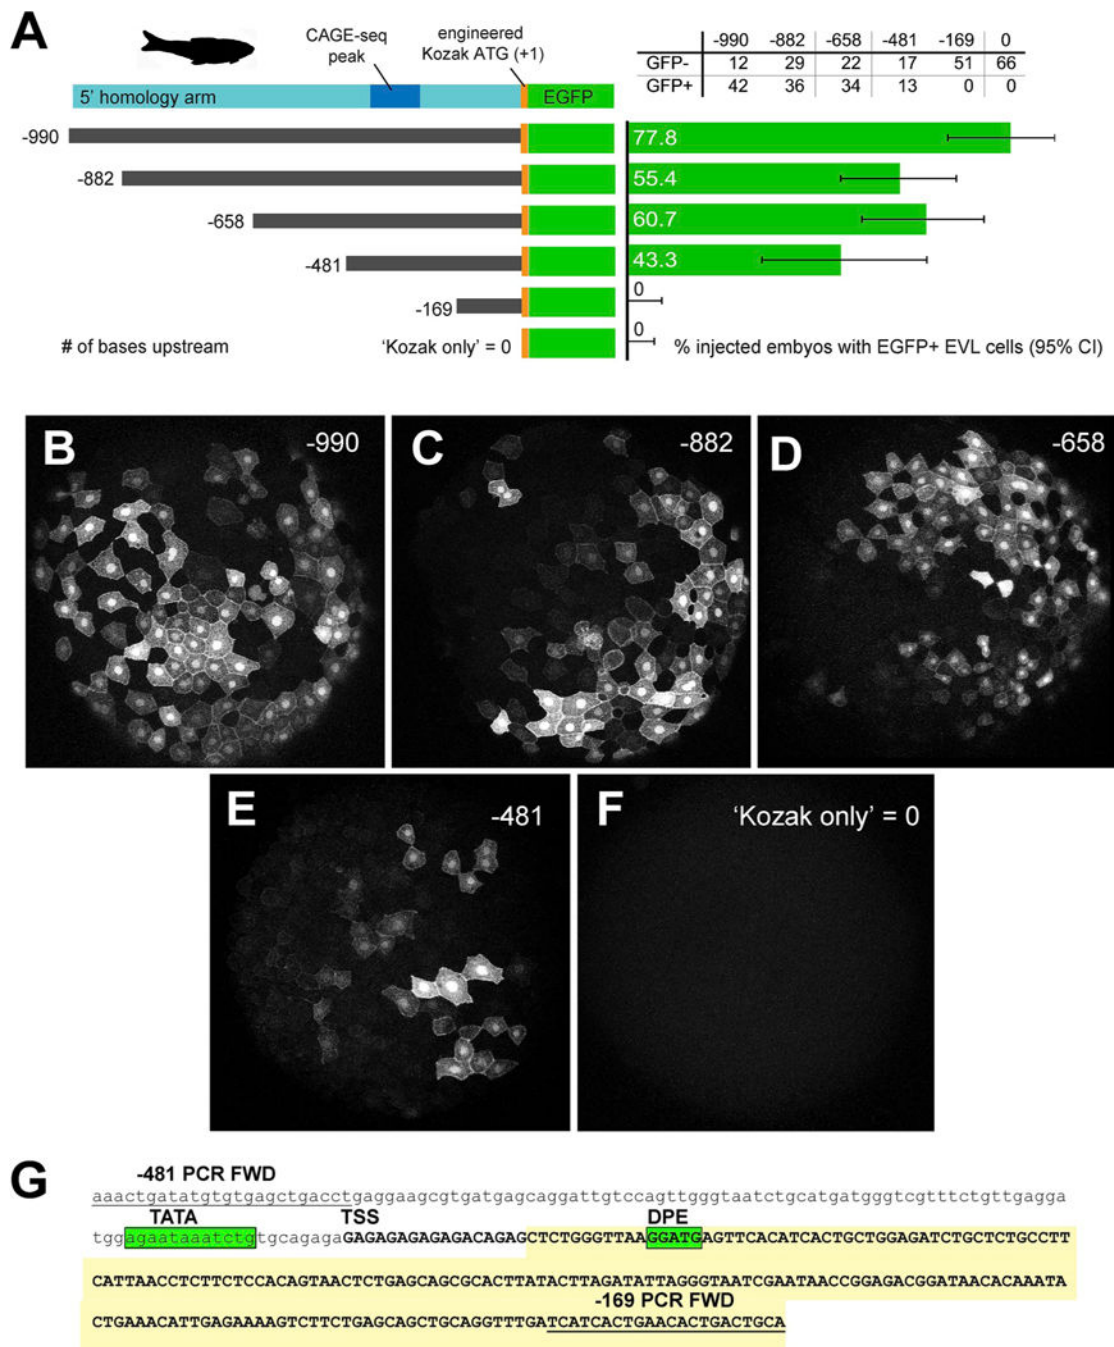 A
CAGE-seq peak
engineered Kozak ATG (+1)
5' homology arm
EGFP
-990 -882 -658 -481 -169 0
GFP- 12 29 22 17 51 66
GFP+ 42 36 34 13 0 0
-990
77.8
-882
55.4
-658
60.7
-481
43.3
-169
0
# of bases upstream
'Kozak only' = 0
0
% injected embyos with EGFP+ EVL cells (95% CI)
B
-990
C
-882
D
-658
E
-481
F
'Kozak only' = 0
G
-481 PCR FWD
aaactgatatgtgtgagctgacctgaggaagcgtgatgagcaggattgtccagttgggtaatctgcatgatgggtcgtttctgttgagga
TATA TSS DPE
tggagaataaatctgtgcagagaGAGAGAGAGAGACAGAGCTCTGGGTTAAGGATGAGTTCACATCACTGCTGGAGATCTGCTCTGCCTT
CATTAACCTCTTCTCCACAGTAACTCTGAGCAGCGCACTTATACTTAGATATTAGGGTAATCGAATAACCGGAGACGGATAACACAAATA
-169 PCR FWD
CTGAAACATTGAGAAAAGTCTTCTGAGCAGCTGCAGGTTTGATCATCACTGAACACTGACTGCA